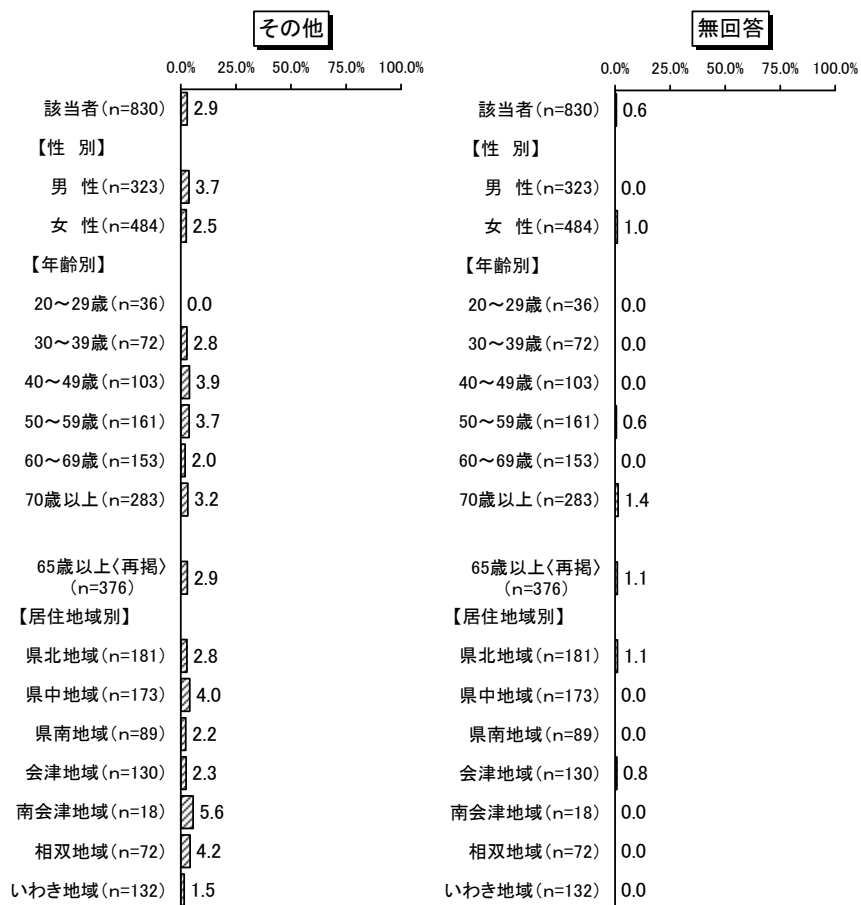 その他
0.0% 25.0% 50.0% 75.0% 100.0%
該当者(n=830) 2.9
【性 別】
男 性(n=323) 3.7
女 性(n=484) 2.5
【年齢別】
20～29歳(n=36) 0.0
30～39歳(n=72) 2.8
40～49歳(n=103) 3.9
50～59歳(n=161) 3.7
60～69歳(n=153) 2.0
70歳以上(n=283) 3.2
65歳以上〈再掲〉
(n=376) 2.9
【居住地域別】
県北地域(n=181) 2.8
県中地域(n=173) 4.0
県南地域(n=89) 2.2
会津地域(n=130) 2.3
南会津地域(n=18) 5.6
相双地域(n=72) 4.2
いわき地域(n=132) 1.5
無回答
0.0% 25.0% 50.0% 75.0% 100.0%
該当者(n=830) 0.6
【性 別】
男 性(n=323) 0.0
女 性(n=484) 1.0
【年齢別】
20～29歳(n=36) 0.0
30～39歳(n=72) 0.0
40～49歳(n=103) 0.0
50～59歳(n=161) 0.6
60～69歳(n=153) 0.0
70歳以上(n=283) 1.4
65歳以上〈再掲〉
(n=376) 1.1
【居住地域別】
県北地域(n=181) 1.1
県中地域(n=173) 0.0
県南地域(n=89) 0.0
会津地域(n=130) 0.8
南会津地域(n=18) 0.0
相双地域(n=72) 0.0
いわき地域(n=132) 0.0